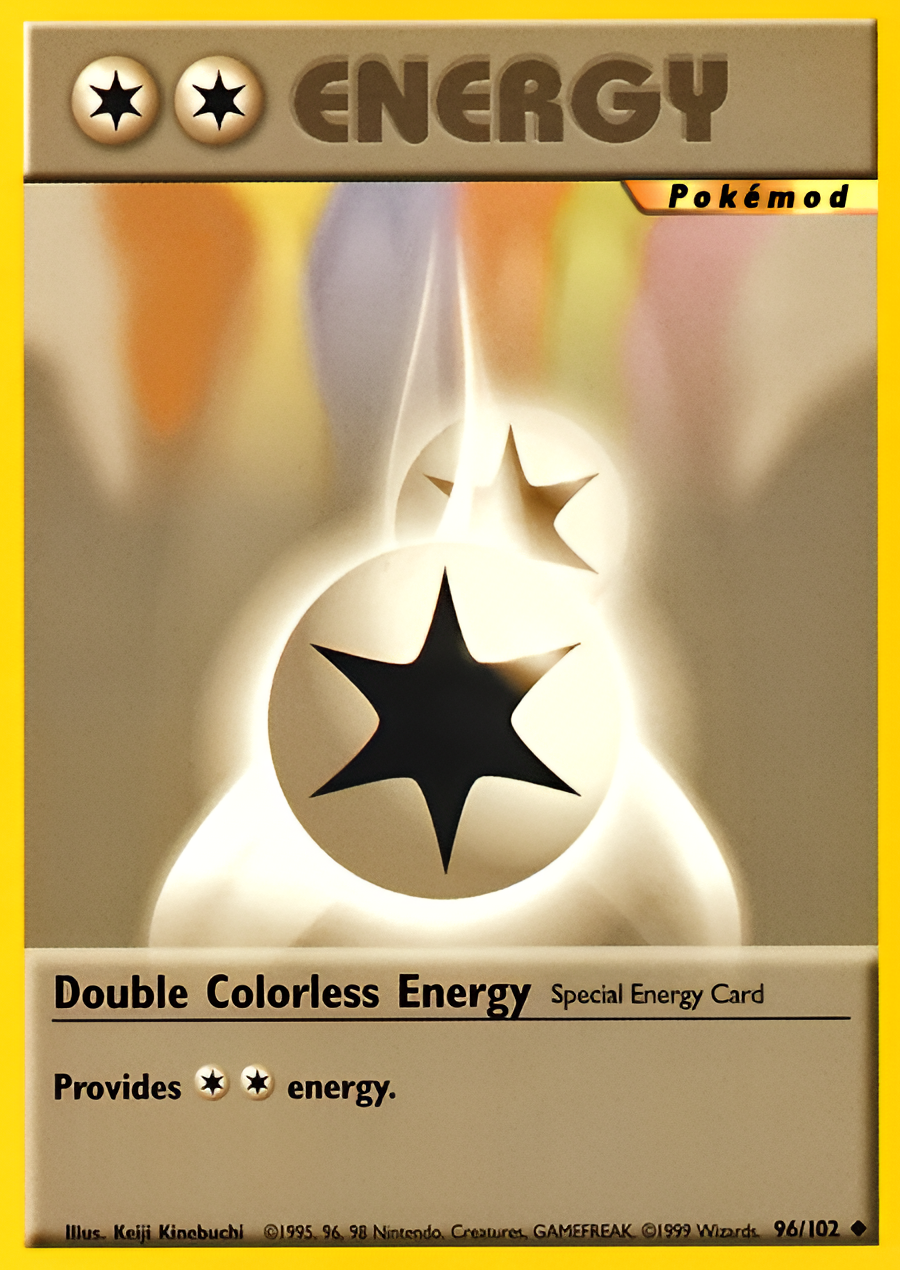 ENERGY
Pokémod
Double Colorless Energy Special Energy Card
Provides energy.
Illus. Keiji Kinebuchi ©1995, 96, 98 Nintendo, Creatures, GAMEFREAK. ©1999 Wizards. 96/102